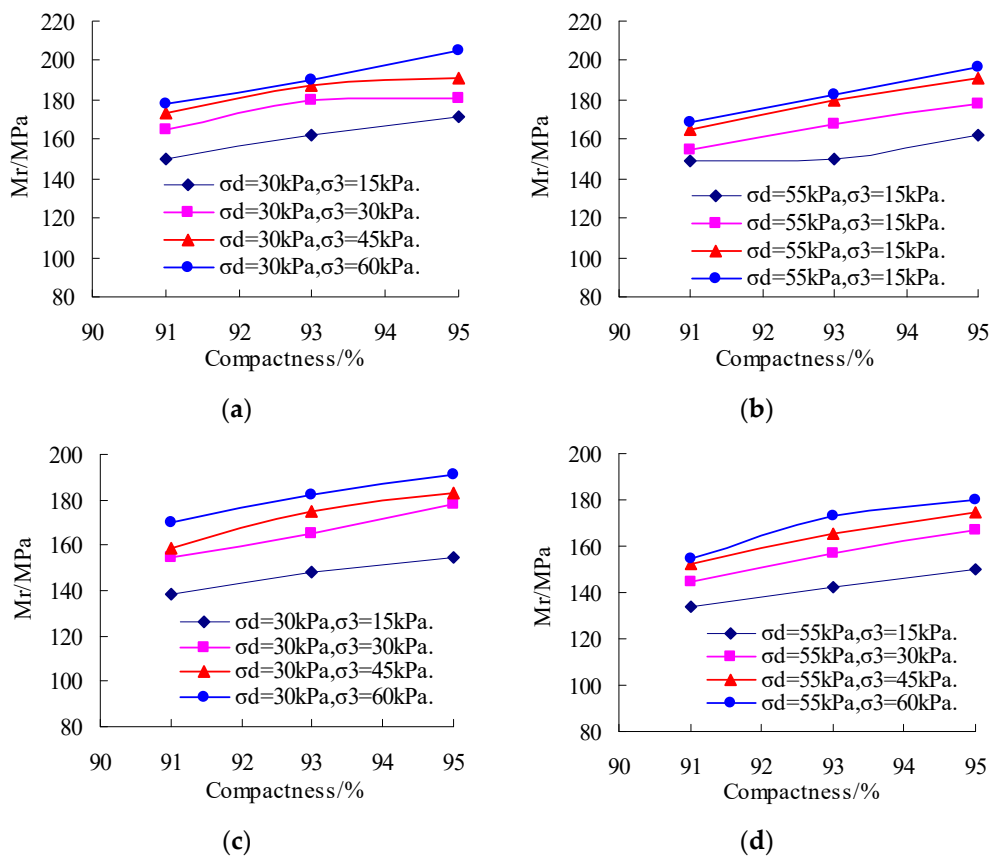 220
200
180
160
140
120
100
80
Mr/MPa
σd=30kPa,σ3=15kPa.
σd=30kPa,σ3=30kPa.
σd=30kPa,σ3=45kPa.
σd=30kPa,σ3=60kPa.
90 91 92 93 94 95
Compactness/%
(a)
220
200
180
160
140
120
100
80
Mr/MPa
σd=55kPa,σ3=15kPa.
σd=55kPa,σ3=15kPa.
σd=55kPa,σ3=15kPa.
σd=55kPa,σ3=15kPa.
90 91 92 93 94 95
Compactness/%
(b)
200
180
160
140
120
100
80
Mr/MPa
σd=30kPa,σ3=15kPa.
σd=30kPa,σ3=30kPa.
σd=30kPa,σ3=45kPa.
σd=30kPa,σ3=60kPa.
90 91 92 93 94 95
Compactness/%
(c)
200
180
160
140
120
100
80
Mr/MPa
σd=55kPa,σ3=15kPa.
σd=55kPa,σ3=30kPa.
σd=55kPa,σ3=45kPa.
σd=55kPa,σ3=60kPa.
90 91 92 93 94 95
Compactness/%
(d)